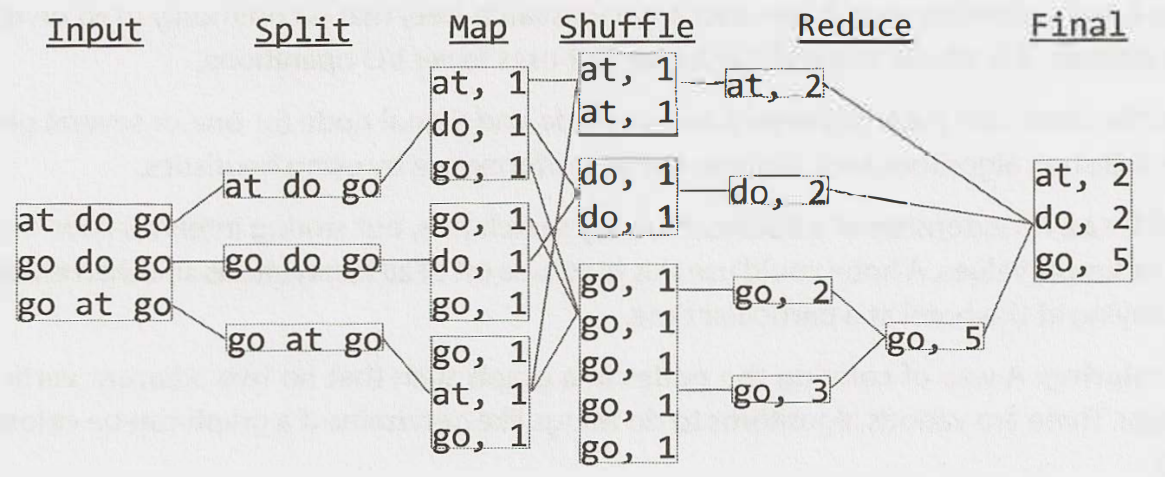 Input Split Map Shuffle Reduce Final
at do go
go do go
go at go
at do go
go do go
go at go
at, 1
do, 1
go, 1
go, 1
do, 1
go, 1
go, 1
at, 1
go, 1
at, 1
at, 1
do, 1
do, 1
go, 1
go, 1
go, 1
go, 1
go, 1
at, 2
do, 2
go, 2
go, 3
go, 5
at, 2
do, 2
go, 5